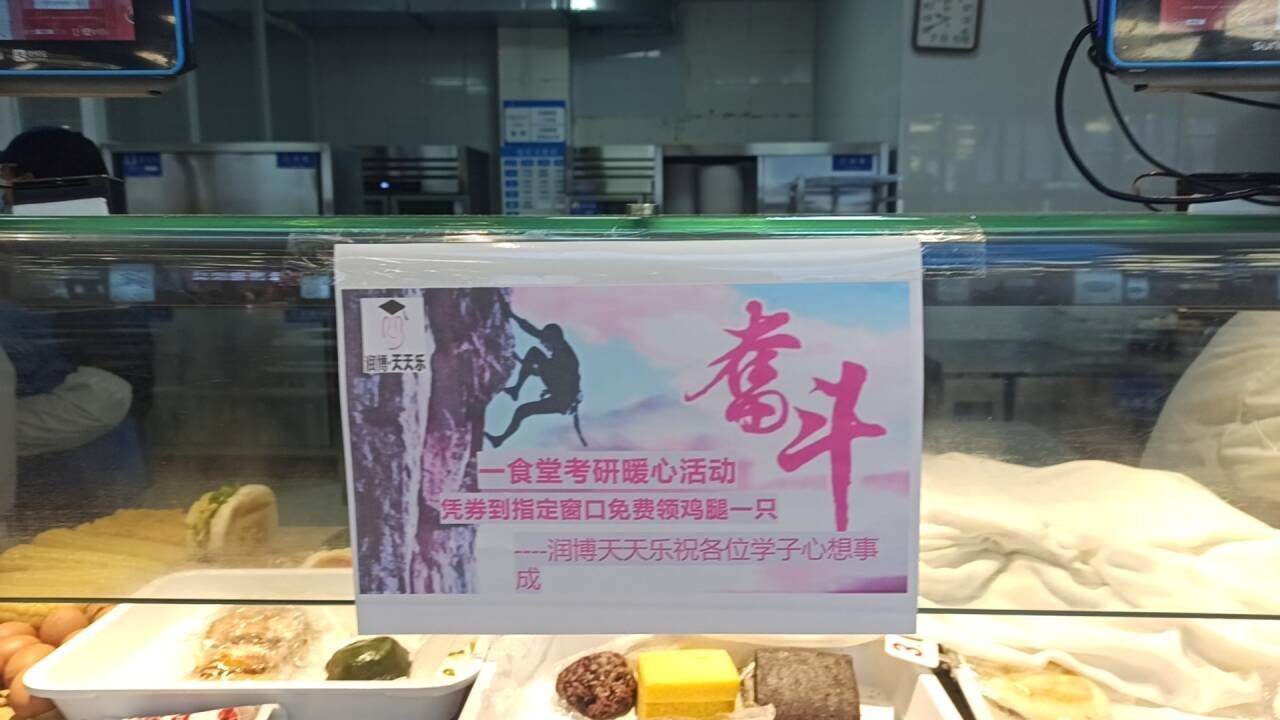 润博·天天乐
奋斗
一食堂考研暖心活动
凭券到指定窗口免费领鸡腿一只
----润博天天乐祝各位学子心想事
成